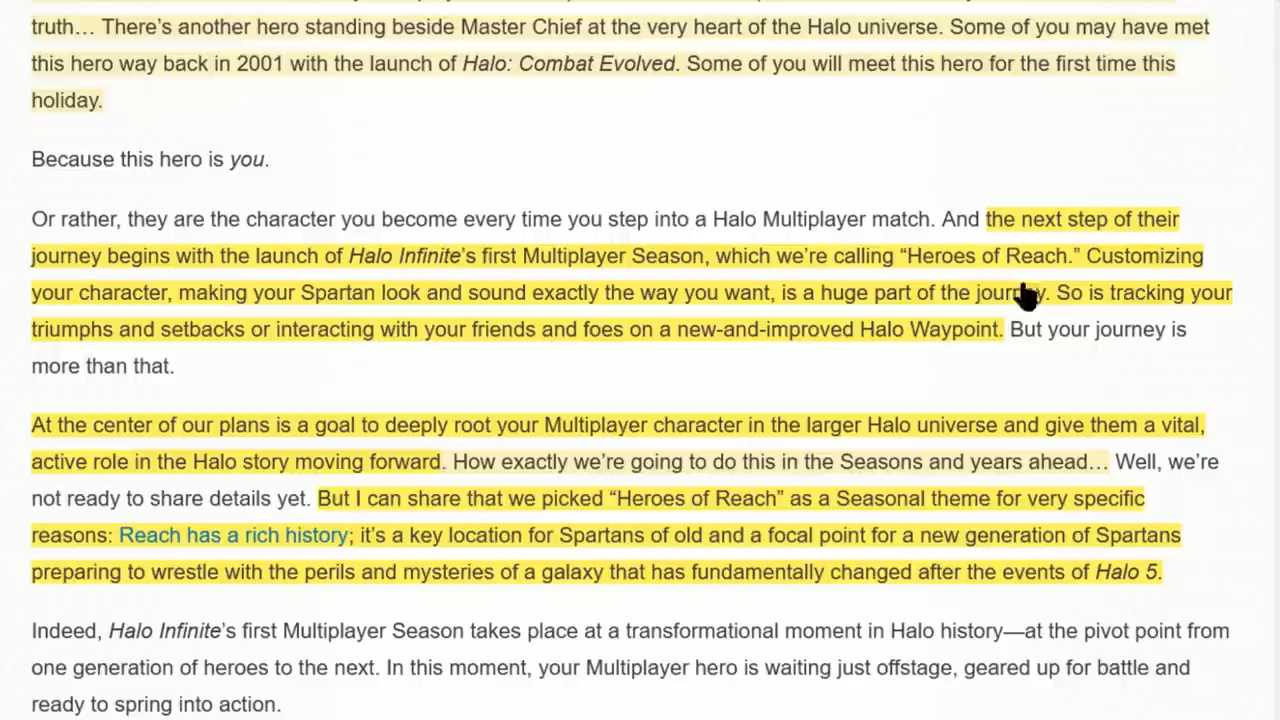 truth… There’s another hero standing beside Master Chief at the very heart of the Halo universe. Some of you may have met
this hero way back in 2001 with the launch of Halo: Combat Evolved. Some of you will meet this hero for the first time this
holiday.
Because this hero is you.
Or rather, they are the character you become every time you step into a Halo Multiplayer match. And the next step of their
journey begins with the launch of Halo Infinite’s first Multiplayer Season, which we’re calling “Heroes of Reach.” Customizing
your character, making your Spartan look and sound exactly the way you want, is a huge part of the journey. So is tracking your
triumphs and setbacks or interacting with your friends and foes on a new-and-improved Halo Waypoint. But your journey is
more than that.
At the center of our plans is a goal to deeply root your Multiplayer character in the larger Halo universe and give them a vital,
active role in the Halo story moving forward. How exactly we’re going to do this in the Seasons and years ahead… Well, we’re
not ready to share details yet. But I can share that we picked “Heroes of Reach” as a Seasonal theme for very specific
reasons: Reach has a rich history; it’s a key location for Spartans of old and a focal point for a new generation of Spartans
preparing to wrestle with the perils and mysteries of a galaxy that has fundamentally changed after the events of Halo 5.
Indeed, Halo Infinite’s first Multiplayer Season takes place at a transformational moment in Halo history—at the pivot point from
one generation of heroes to the next. In this moment, your Multiplayer hero is waiting just offstage, geared up for battle and
ready to spring into action.